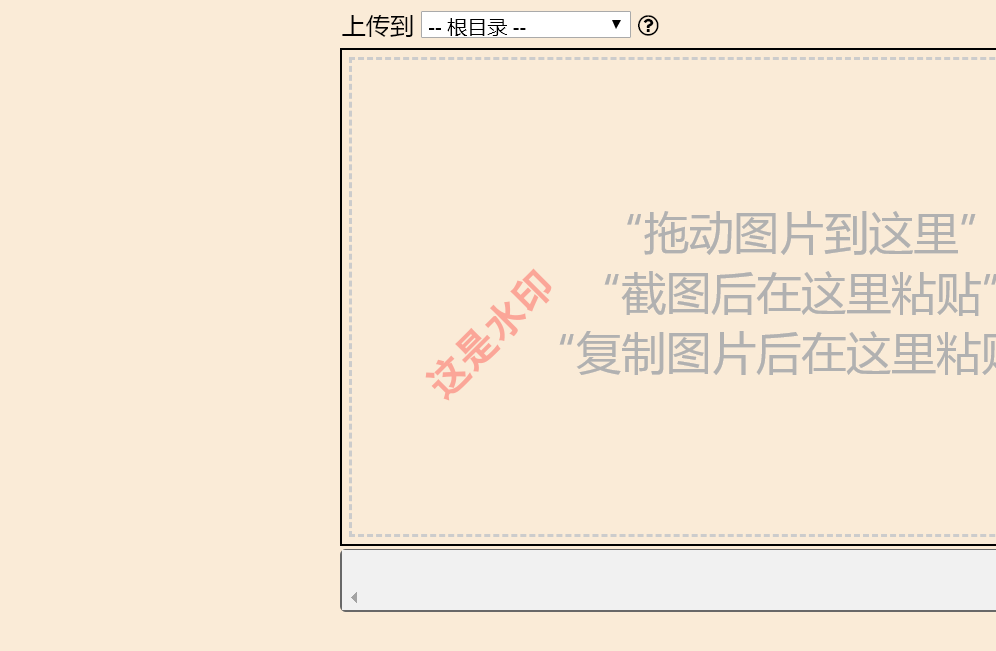 上传到 -- 根目录 --
“拖动图片到这里”
“截图后在这里粘贴”
“复制图片后在这里粘贴
这是水印